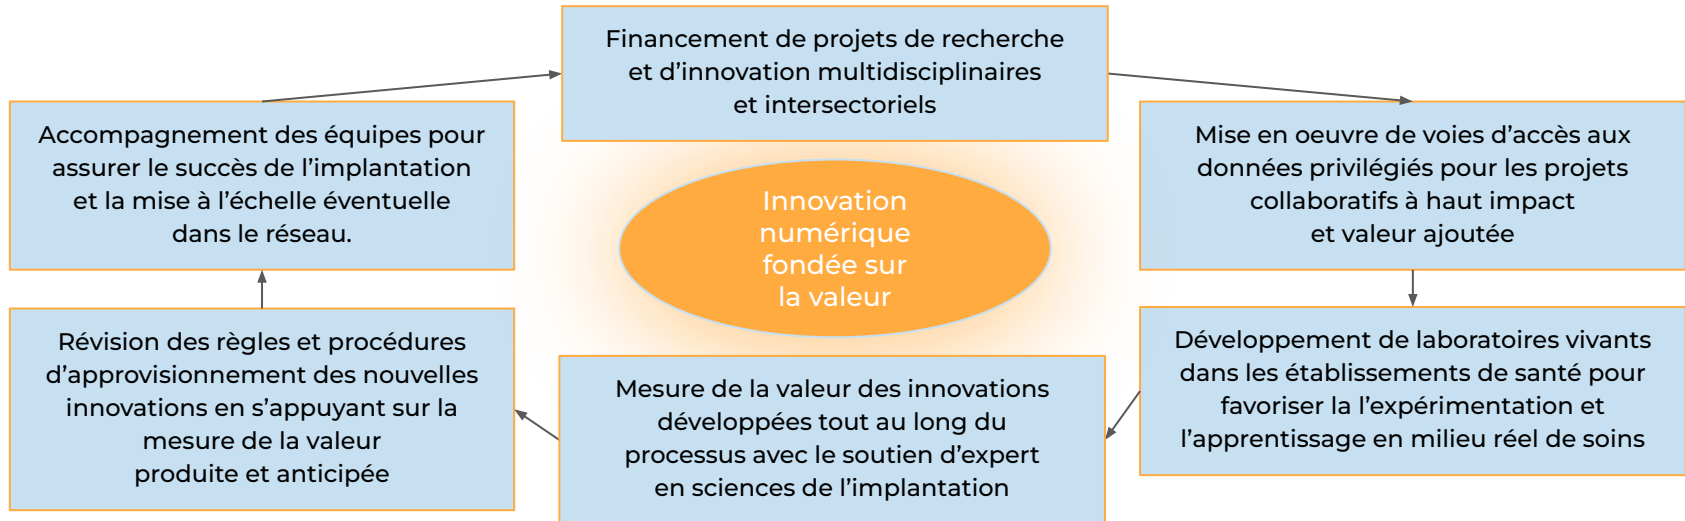 Financement de projets de recherche
et d’innovation multidisciplinaires
et intersectoriels
Mise en oeuvre de voies d’accès aux
données privilégiés pour les projets
collaboratifs à haut impact
et valeur ajoutée
Développement de laboratoires vivants
dans les établissements de santé pour
favoriser la l’expérimentation et
l’apprentissage en milieu réel de soins
Mesure de la valeur des innovations
développées tout au long du
processus avec le soutien d’expert
en sciences de l’implantation
Révision des règles et procédures
d’approvisionnement des nouvelles
innovations en s’appuyant sur la
mesure de la valeur
produite et anticipée
Accompagnement des équipes pour
assurer le succès de l’implantation
et la mise à l’échelle éventuelle
dans le réseau.
Innovation
numérique
fondée sur
la valeur